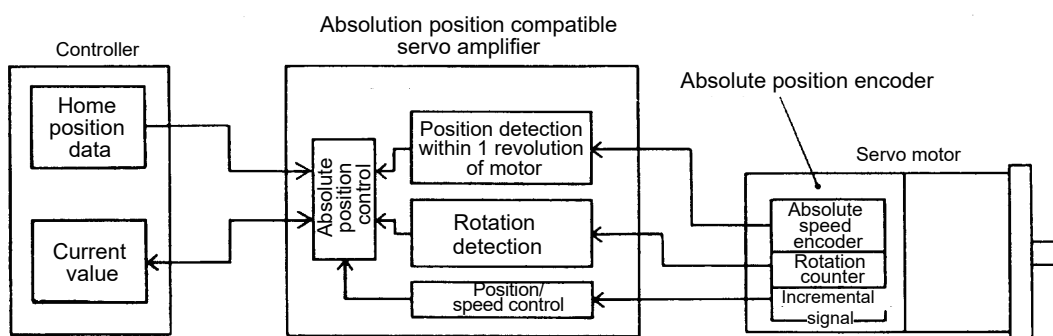 Controller
Home
position
data
Current
value
Absolution position compatible
servo amplifier
Absolute
position
control
Position detection
within 1 revolution
of motor
Rotation
detection
Position/
speed control
Absolute position encoder
Servo motor
Absolute
speed
encoder
Rotation
counter
Incremental
signal